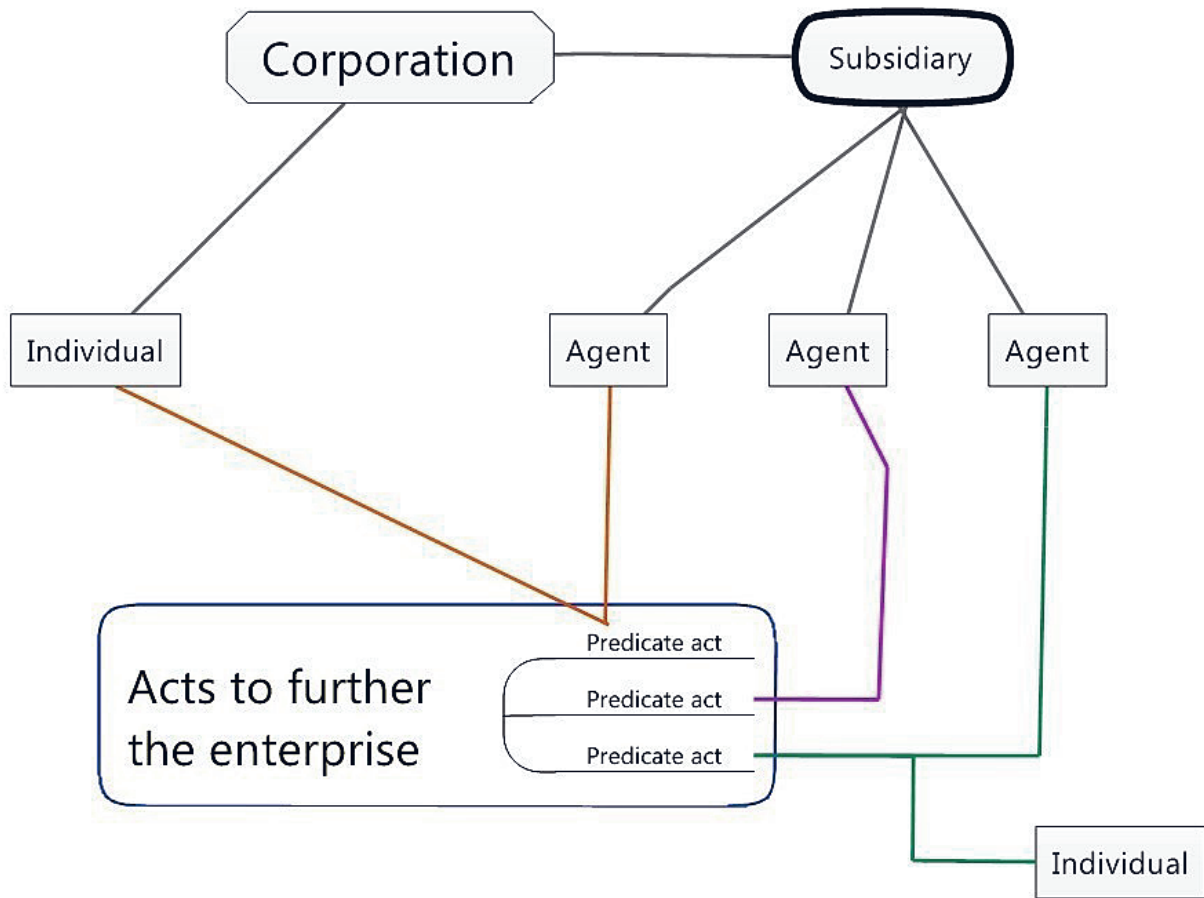 Corporation
Subsidiary
Individual
Agent
Agent
Agent
Acts to further
the enterprise
Predicate act
Predicate act
Predicate act
Individual